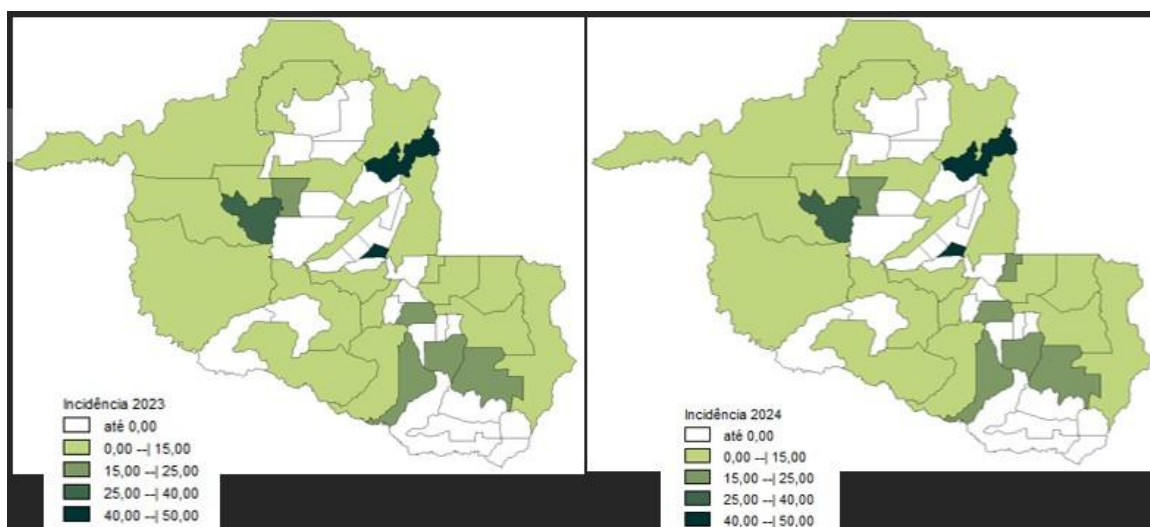 Incidência 2023
até 0,00
0,00 --| 15,00
15,00 --| 25,00
25,00 --| 40,00
40,00 --| 50,00
Incidência 2024
até 0,00
0,00 --| 15,00
15,00 --| 25,00
25,00 --| 40,00
40,00 --| 50,00